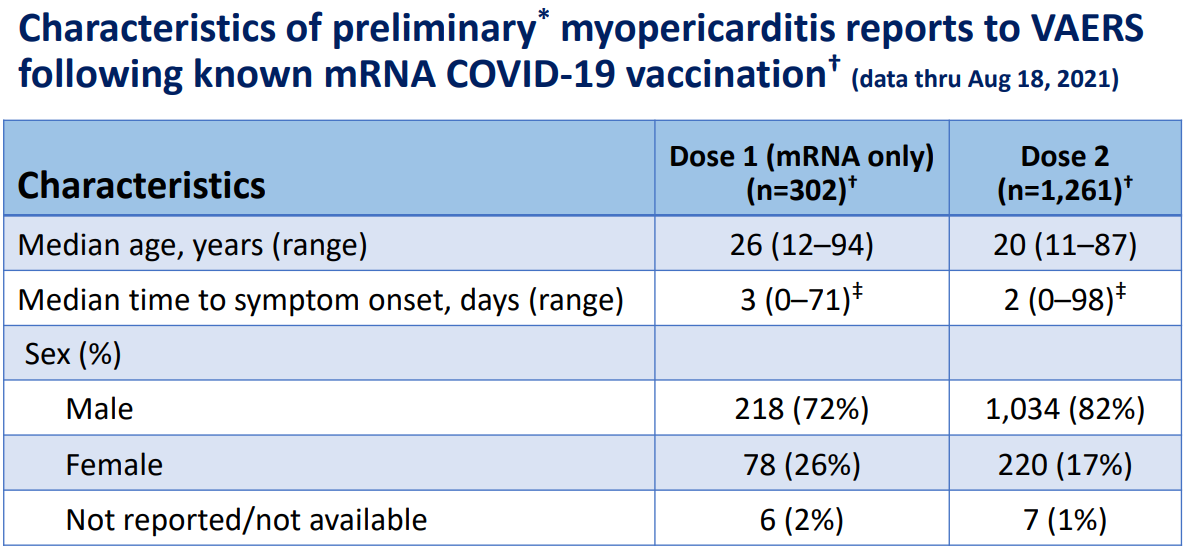 Characteristics of preliminary* myopericarditis reports to VAERS
following known mRNA COVID-19 vaccination† (data thru Aug 18, 2021)
Characteristics
Dose 1 (mRNA only)
(n=302)†
Dose 2
(n=1,261)†
Median age, years (range) 26 (12–94) 20 (11–87)
Median time to symptom onset, days (range) 3 (0–71)‡ 2 (0–98)‡
Sex (%)
Male 218 (72%) 1,034 (82%)
Female 78 (26%) 220 (17%)
Not reported/not available 6 (2%) 7 (1%)